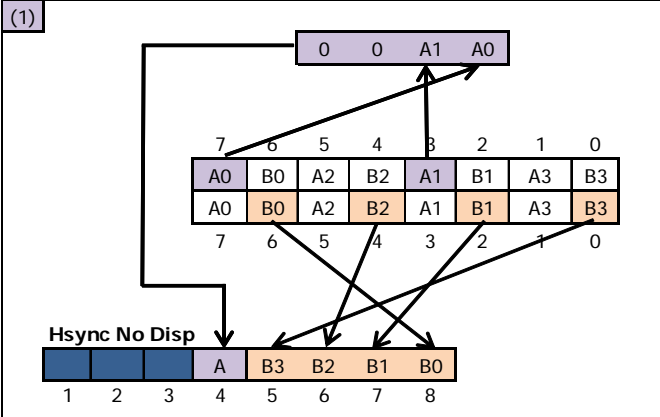 (1)
0 0 A1 A0
7 6 5 4 3 2 1 0
A0 B0 A2 B2 A1 B1 A3 B3
A0 B0 A2 B2 A1 B1 A3 B3
7 6 5 4 3 2 1 0
Hsync No Disp
A B3 B2 B1 B0
1 2 3 4 5 6 7 8